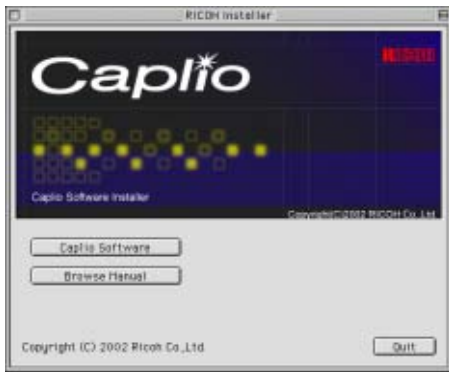 RICOH Installer
RICOH
Caplio
Caplio Software Installer
Copyright(C)2002 RICOH Co.,Ltd.
Caplio Software
Browse Manual
Copyright (C) 2002 Ricoh Co.,Ltd
Quit